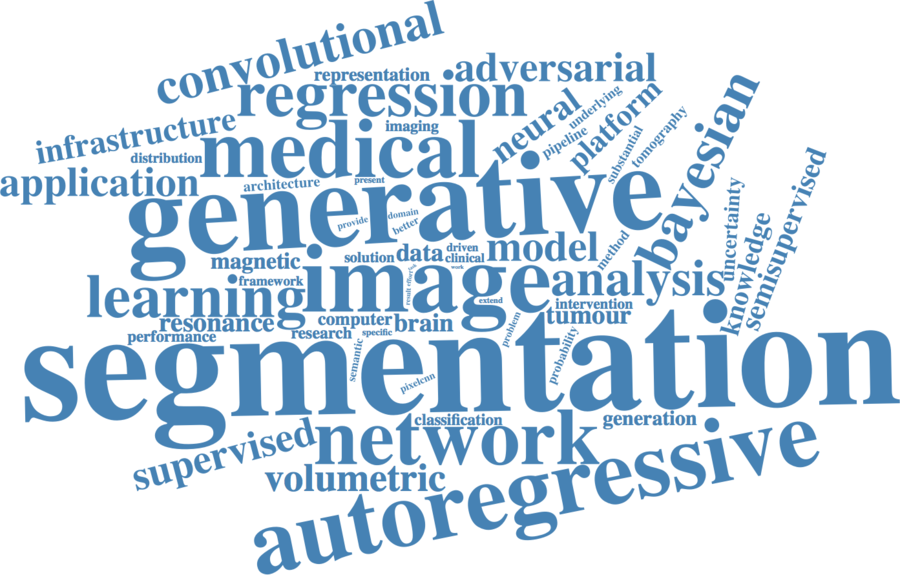 convolutional
representation
adversarial
regression
infrastructure
imaging
neural
underlying
pipeline
platform
substantial
tomography
distribution
medical
bayesian
application
architecture
present
generative
provide
domain
better
uncertainty
knowledge
semisupervised
magnetic
solution
data
driven
clinical
work
model
method
framework
learning
image
result
effort
extend
analysis
resonance
computer
brain
intervention
tumour
performance
research
specific
problem
probability
semantic
segmentation
pixelcnn
classification
generation
supervised
network
volumetric
autoregressive